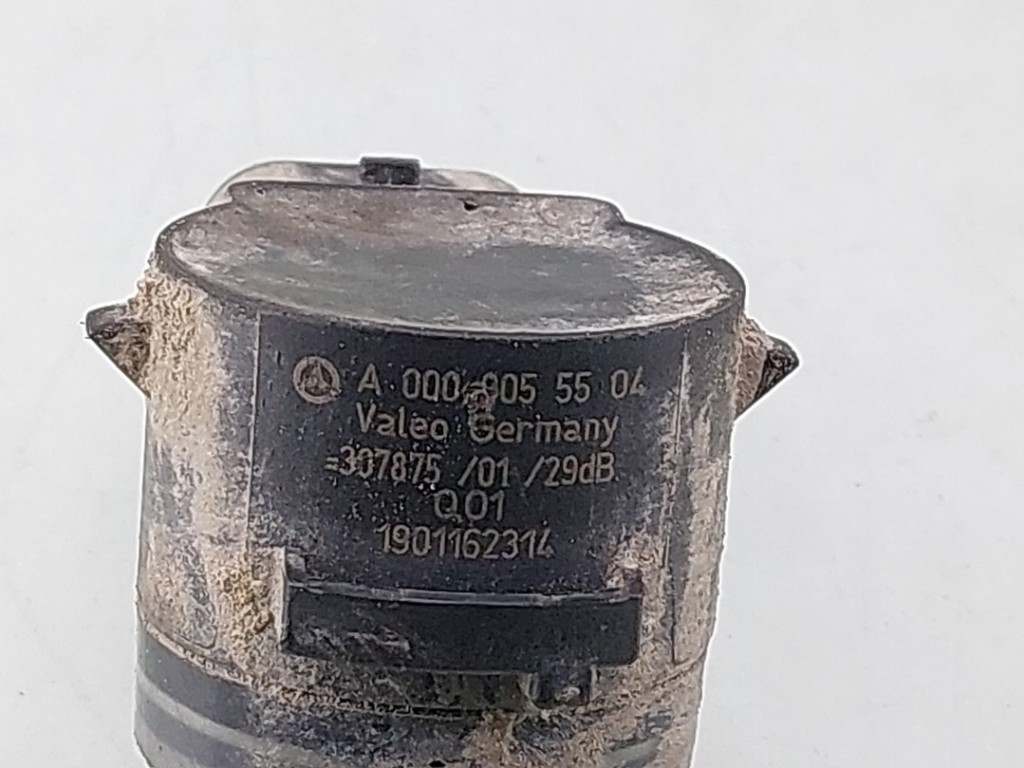 A 000 905 55 04
Valeo Germany
=307875 /01 /29dB
Q01
1901162314